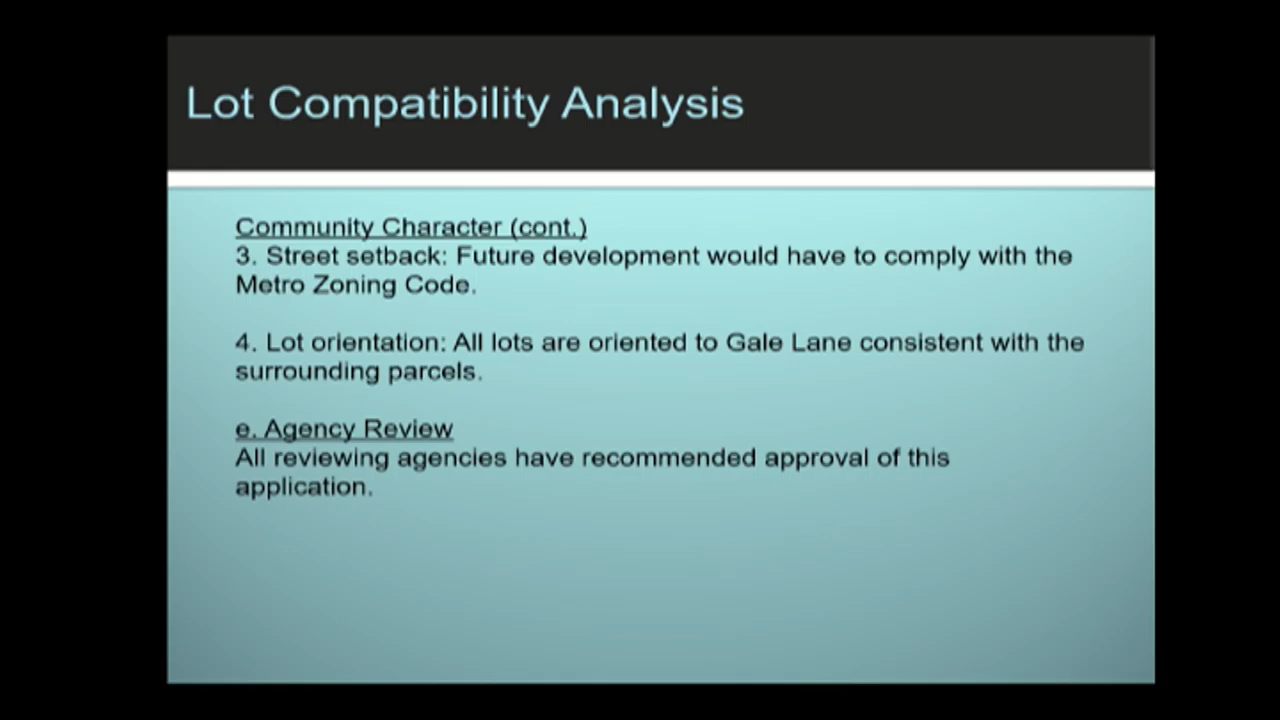 Lot Compatibility Analysis
Community Character (cont.)
3. Street setback: Future development would have to comply with the
Metro Zoning Code.
4. Lot orientation: All lots are oriented to Gale Lane consistent with the
surrounding parcels.
e. Agency Review
All reviewing agencies have recommended approval of this
application.